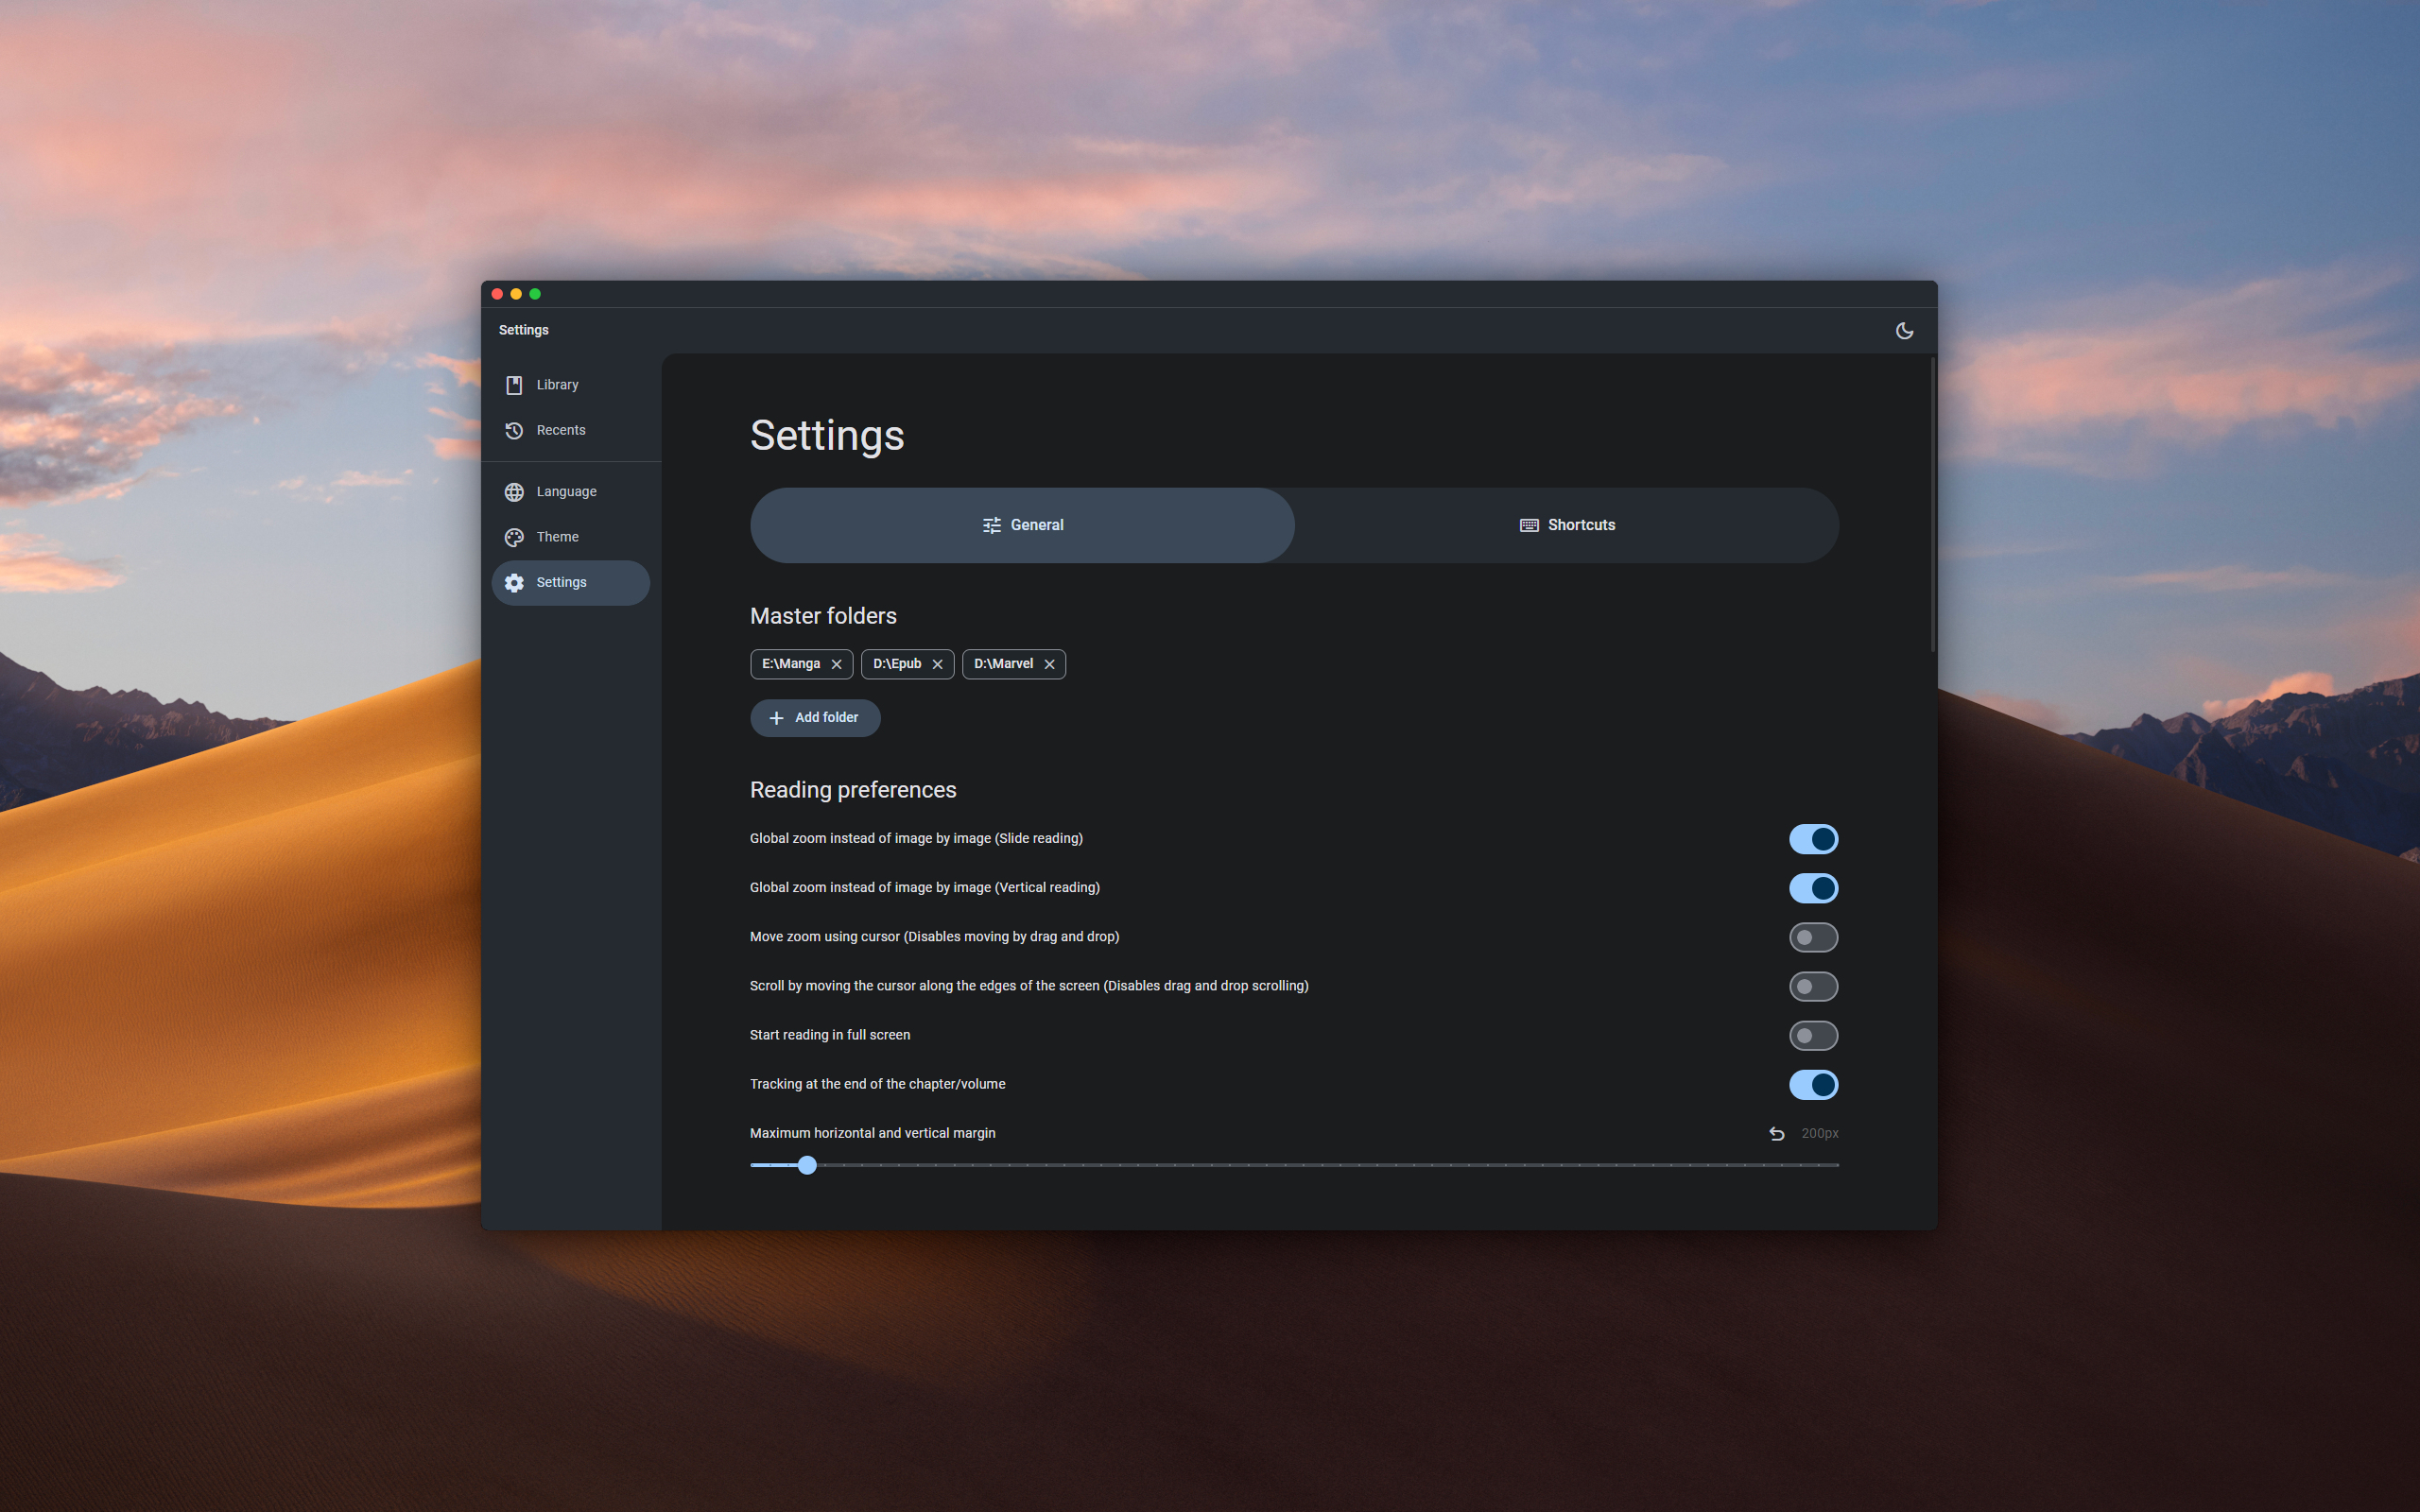 Settings
Library
Recents
Language
Theme
Settings
Settings
General
Shortcuts
Master folders
E:\Manga
D:\Epub
D:\Marvel
Add folder
Reading preferences
Global zoom instead of image by image (Slide reading)
Global zoom instead of image by image (Vertical reading)
Move zoom using cursor (Disables moving by drag and drop)
Scroll by moving the cursor along the edges of the screen (Disables drag and drop scrolling)
Start reading in full screen
Tracking at the end of the chapter/volume
Maximum horizontal and vertical margin
200px